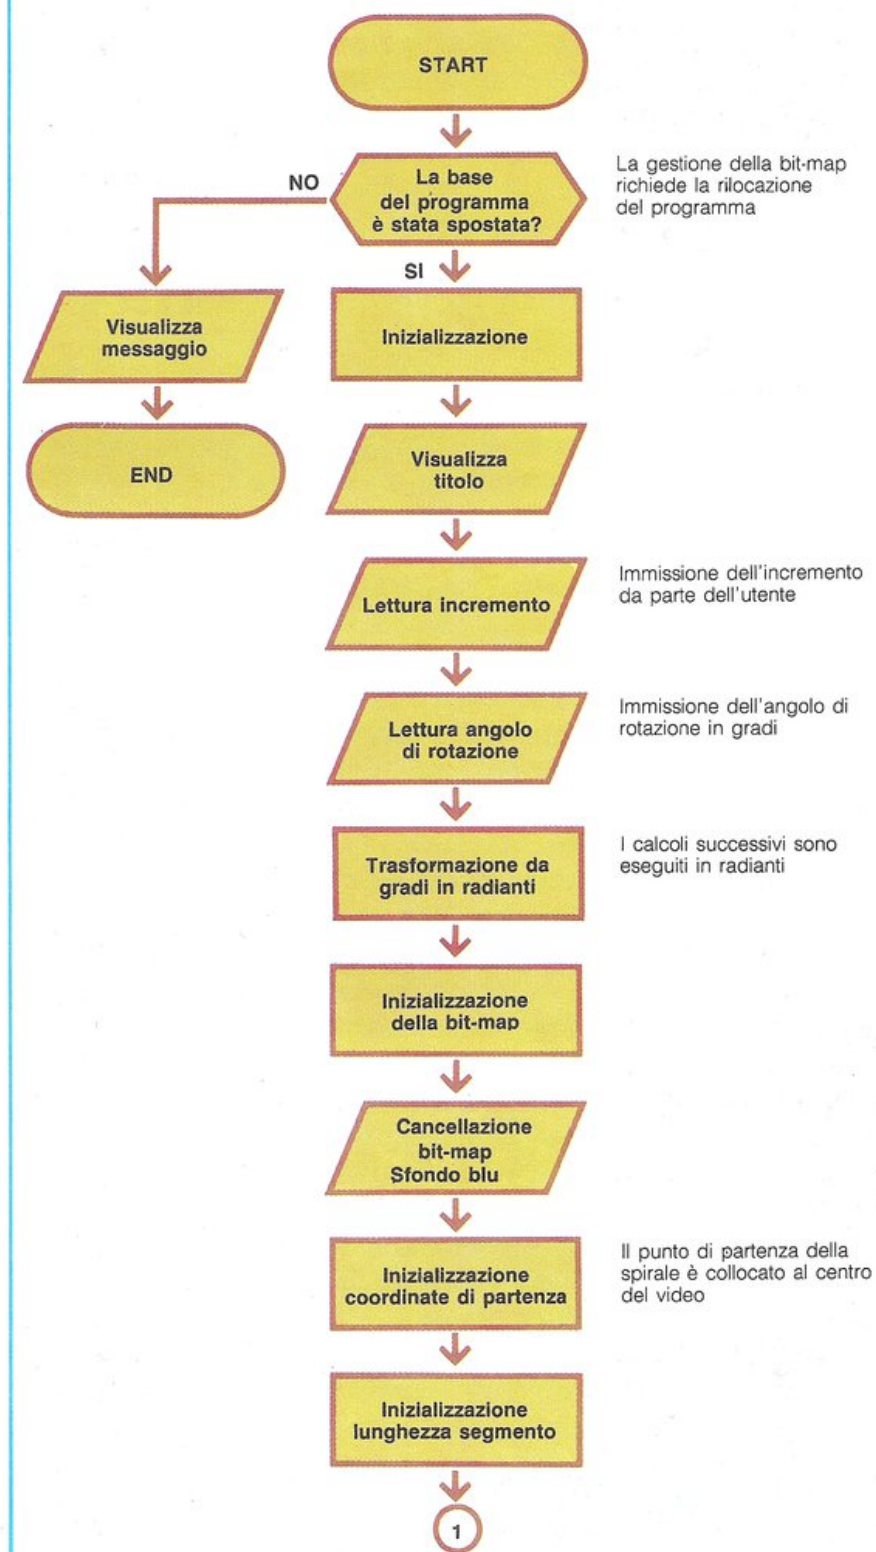 START
La base
del programma
è stata spostata?
La gestione della bit-map
richiede la rilocazione
del programma
NO
SI
Visualizza
messaggio
END
Inizializzazione
Visualizza
titolo
Lettura incremento
Immissione dell'incremento
da parte dell'utente
Lettura angolo
di rotazione
Immissione dell'angolo di
rotazione in gradi
Trasformazione da
gradi in radianti
I calcoli successivi sono
eseguiti in radianti
Inizializzazione
della bit-map
Cancellazione
bit-map
Sfondo blu
Inizializzazione
coordinate di partenza
Il punto di partenza della
spirale è collocato al centro
del video
Inizializzazione
lunghezza segmento
1